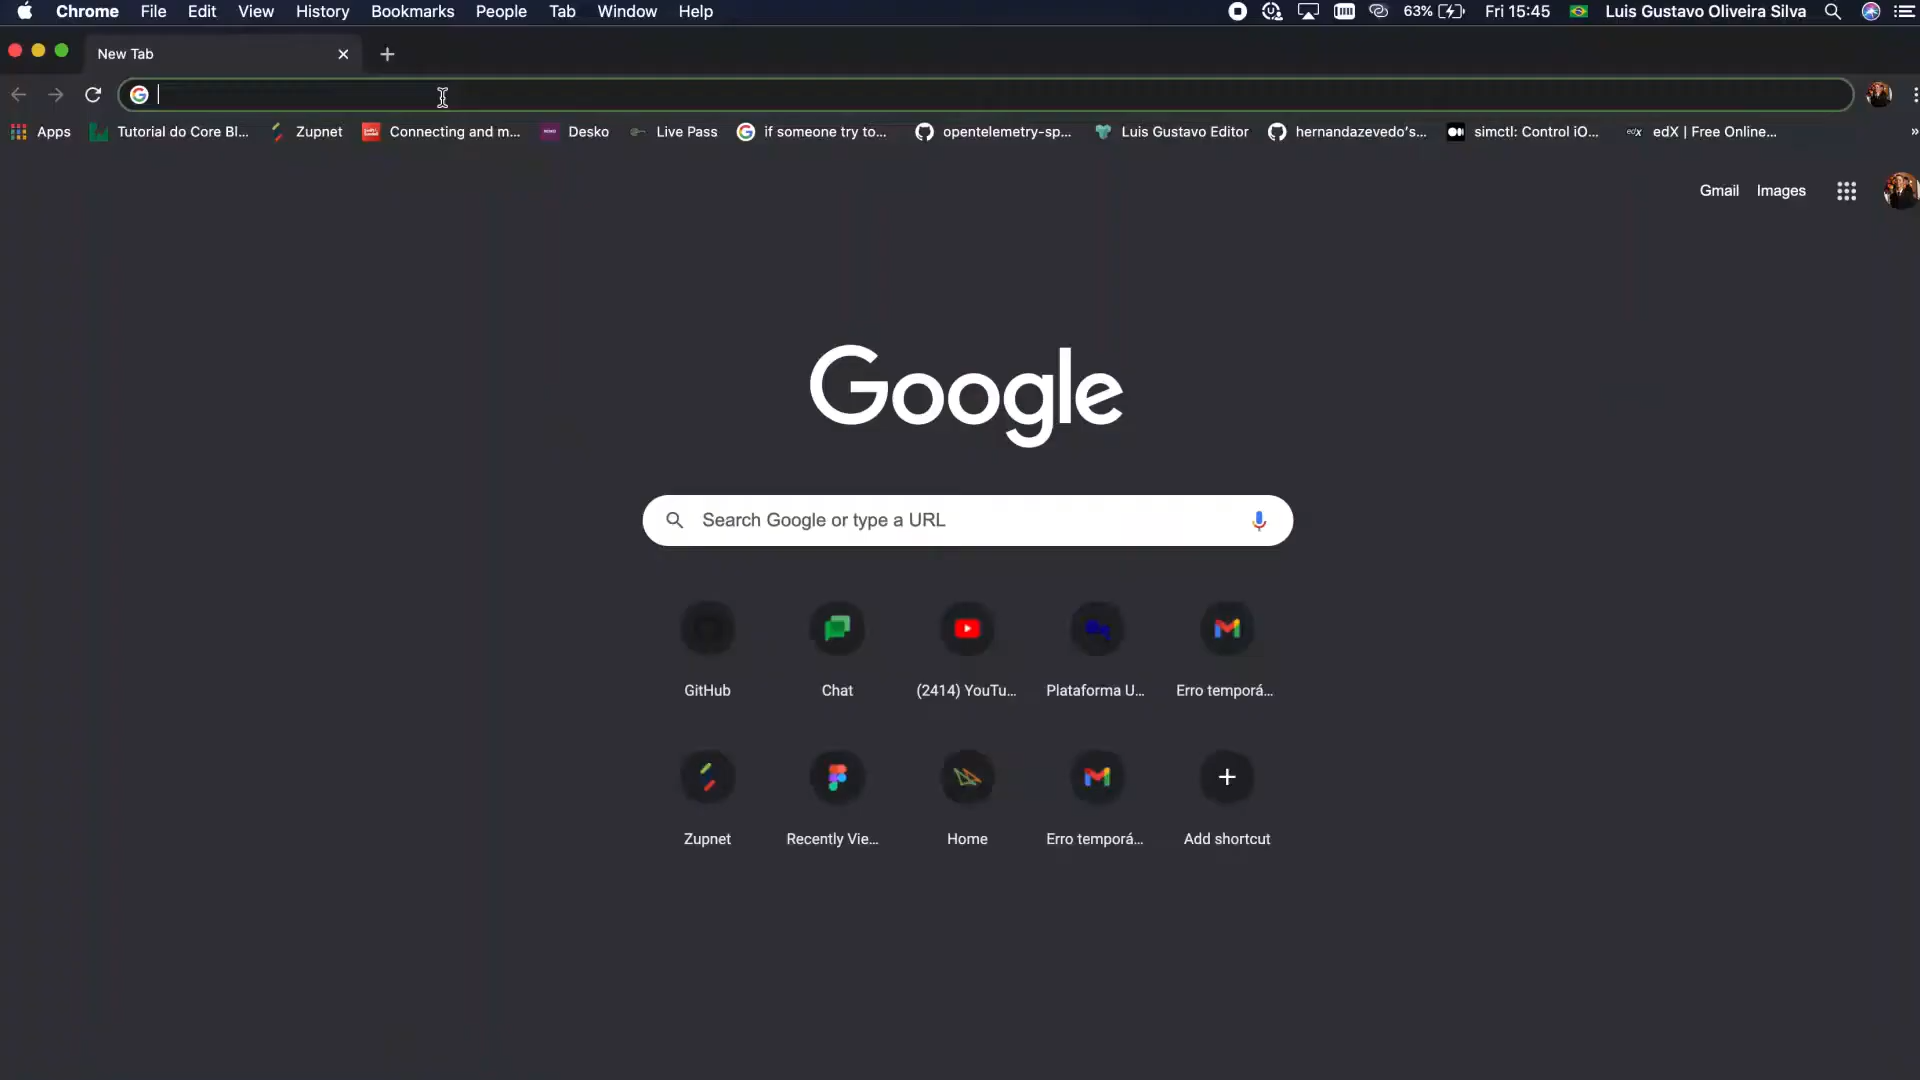 Chrome File Edit View History Bookmarks People Tab Window Help 63% Fri 15:45 Luis Gustavo Oliveira Silva
New Tab
Apps Tutorial do Core Bl... Zupnet Connecting and m... Desko Live Pass if someone try to... opentelemetry-sp... Luis Gustavo Editor hernandazevedo's... simctl: Control iO... edX | Free Online... »
Gmail Images
Google
Search Google or type a URL
GitHub Chat (2414) YouTu... Plataforma U... Erro temporá...
Zupnet Recently Vie... Home Erro temporá... Add shortcut